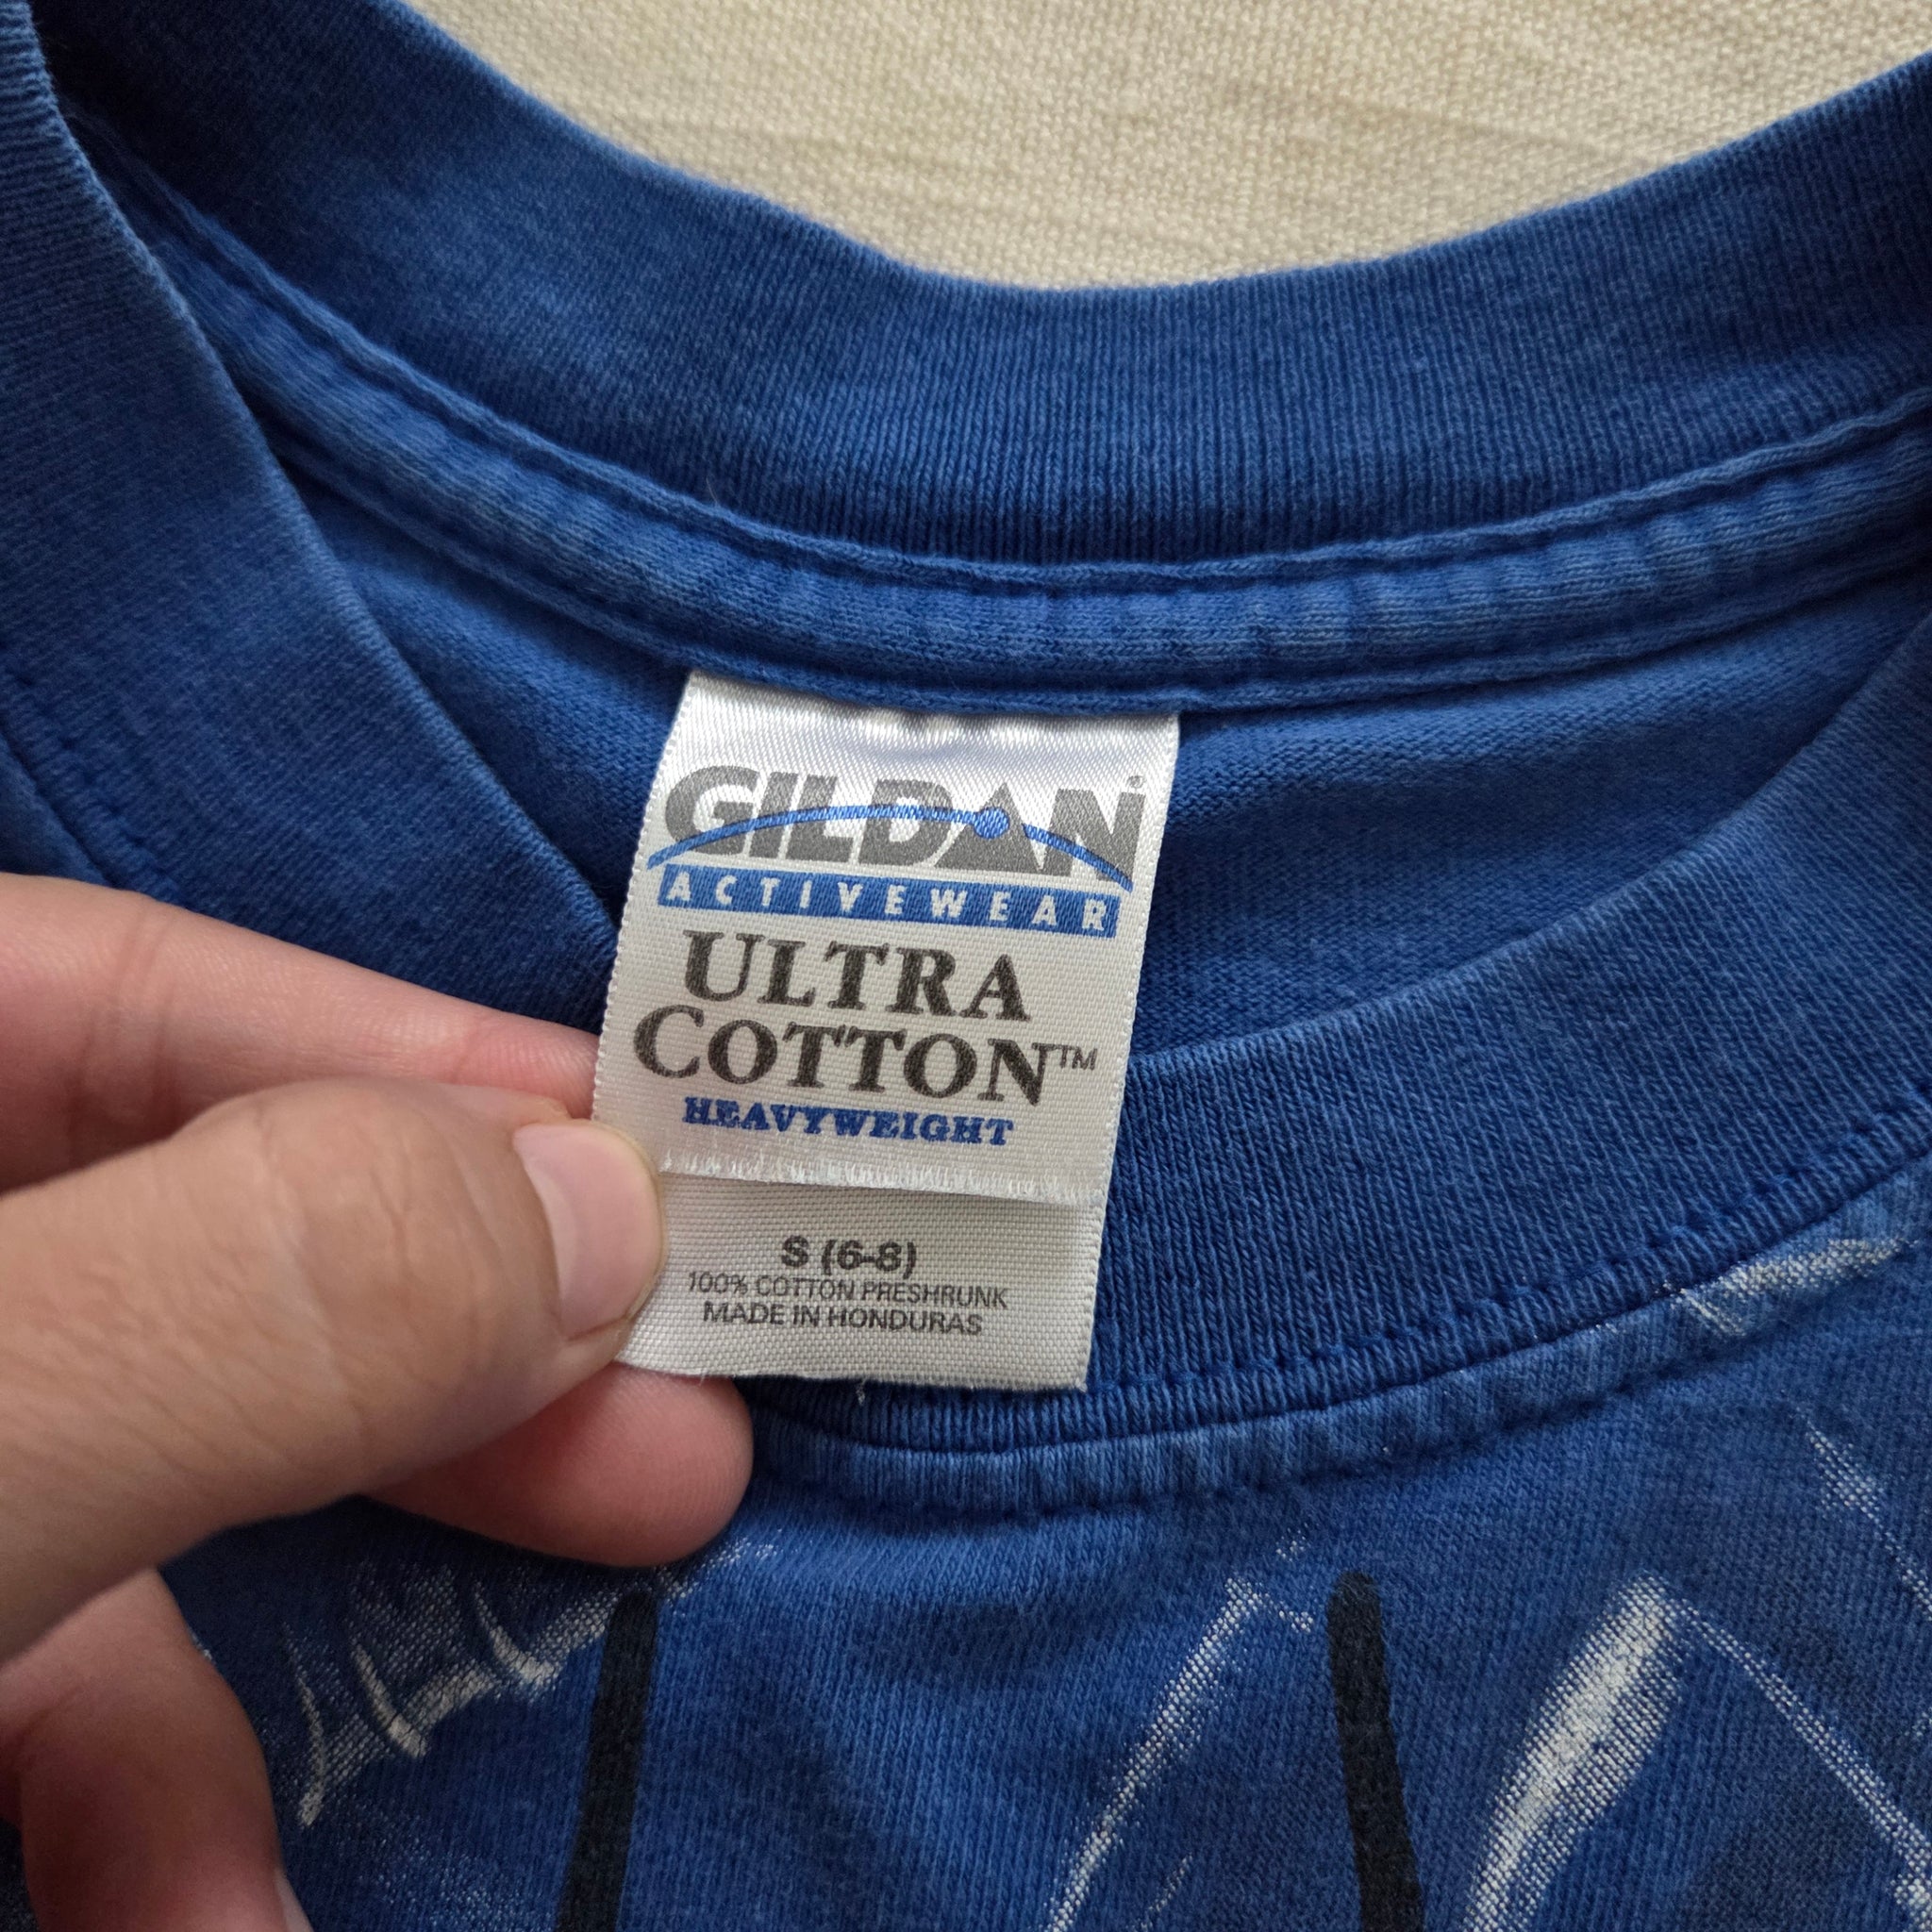 GILDAN®
ACTIVEWEAR
ULTRA
COTTON™
HEAVYWEIGHT
S (6-8)
100% COTTON PRESHRUNK
MADE IN HONDURAS